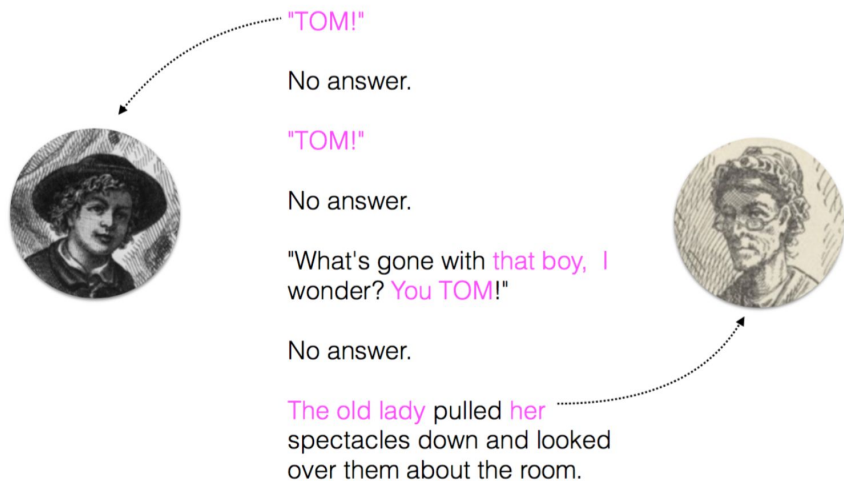 "TOM!"
No answer.
"TOM!"
No answer.
"What's gone with that boy,  I
wonder? You TOM!"
No answer.
The old lady pulled her
spectacles down and looked
over them about the room.